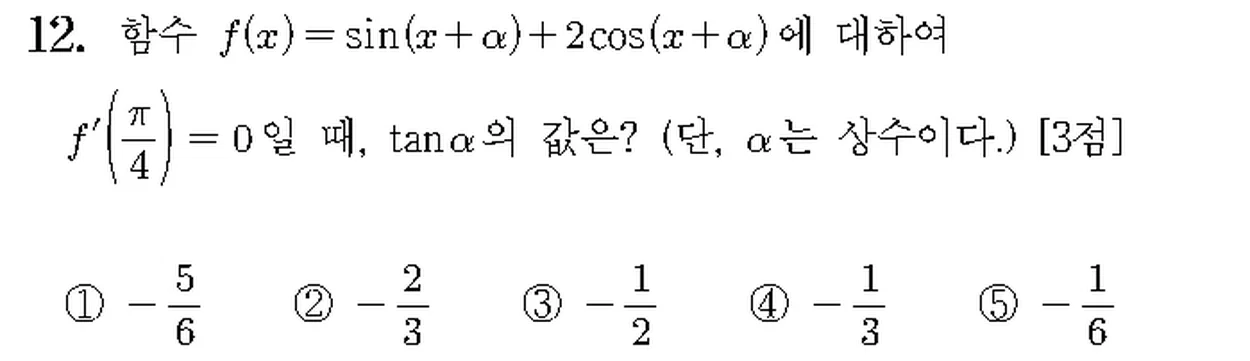 12. 함수 f(x)=sin(x+α)+2cos(x+α)에 대하여
f′(π/4)=0일 때, tanα의 값은? (단, α는 상수이다.) [3점]
① -5/6 ② -2/3 ③ -1/2 ④ -1/3 ⑤ -1/6